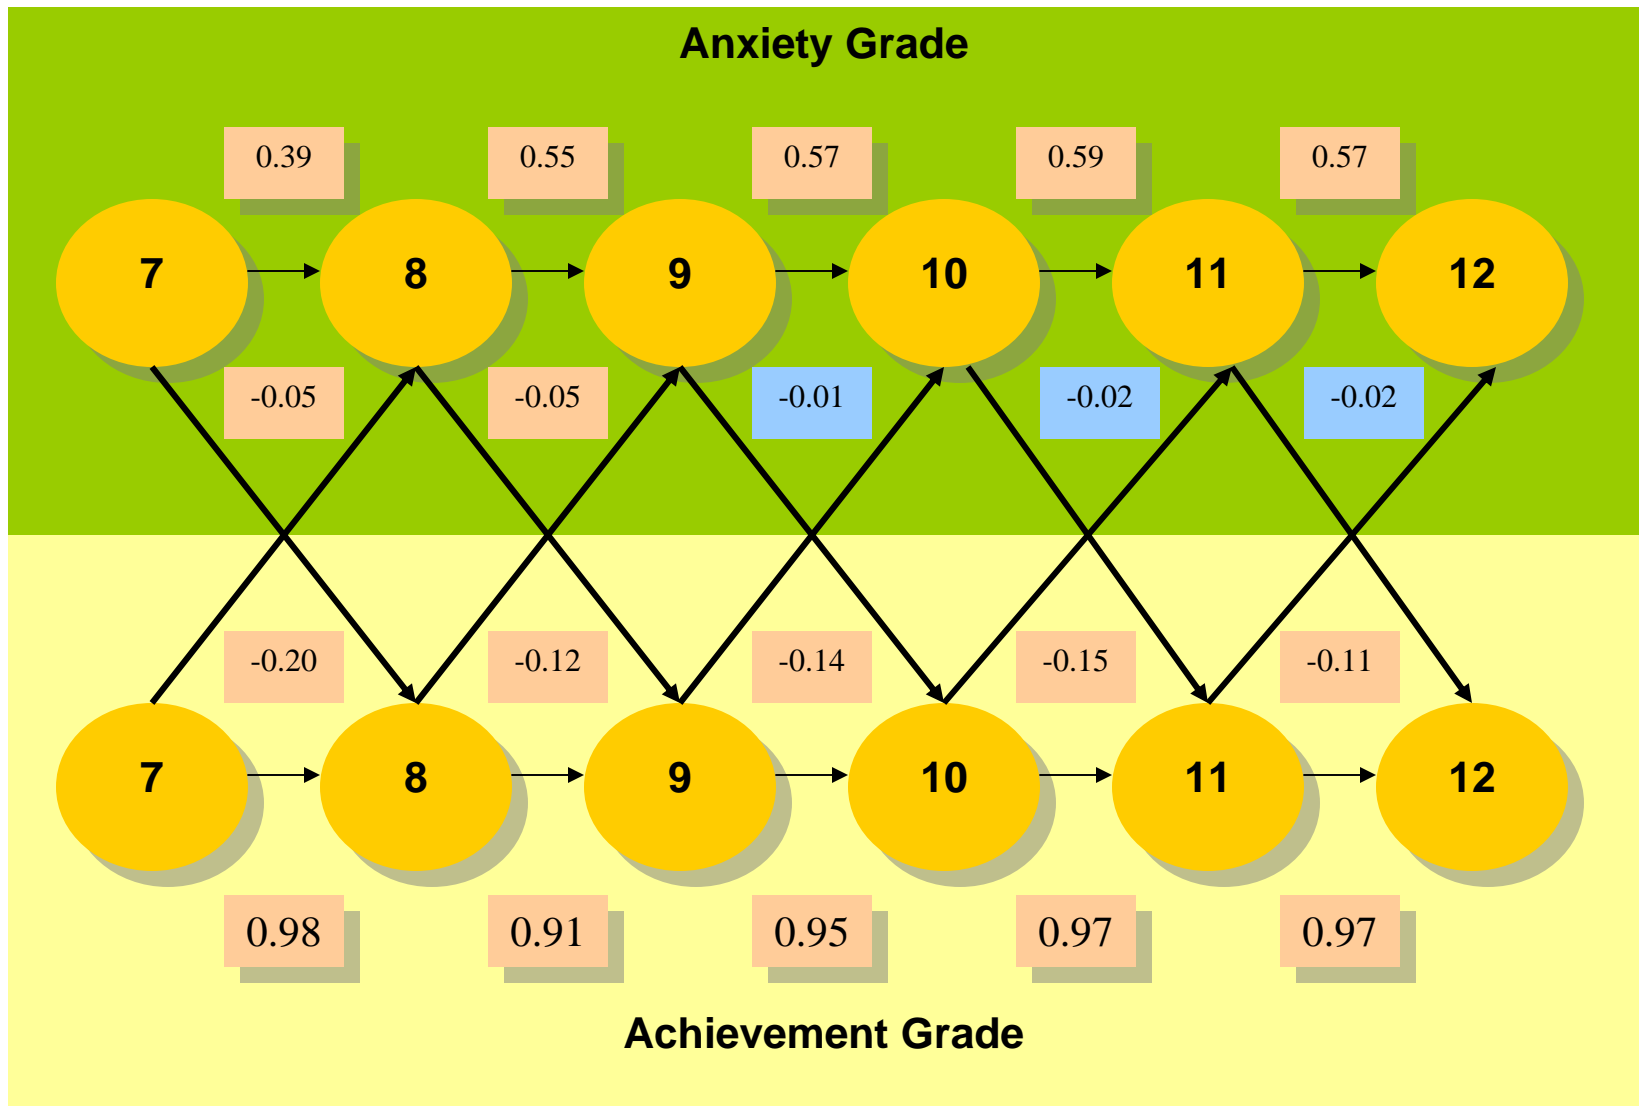 Anxiety Grade
0.39 0.55 0.57 0.59 0.57
7 8 9 10 11 12
-0.05 -0.05 -0.01 -0.02 -0.02
-0.20 -0.12 -0.14 -0.15 -0.11
7 8 9 10 11 12
0.98 0.91 0.95 0.97 0.97
Achievement Grade